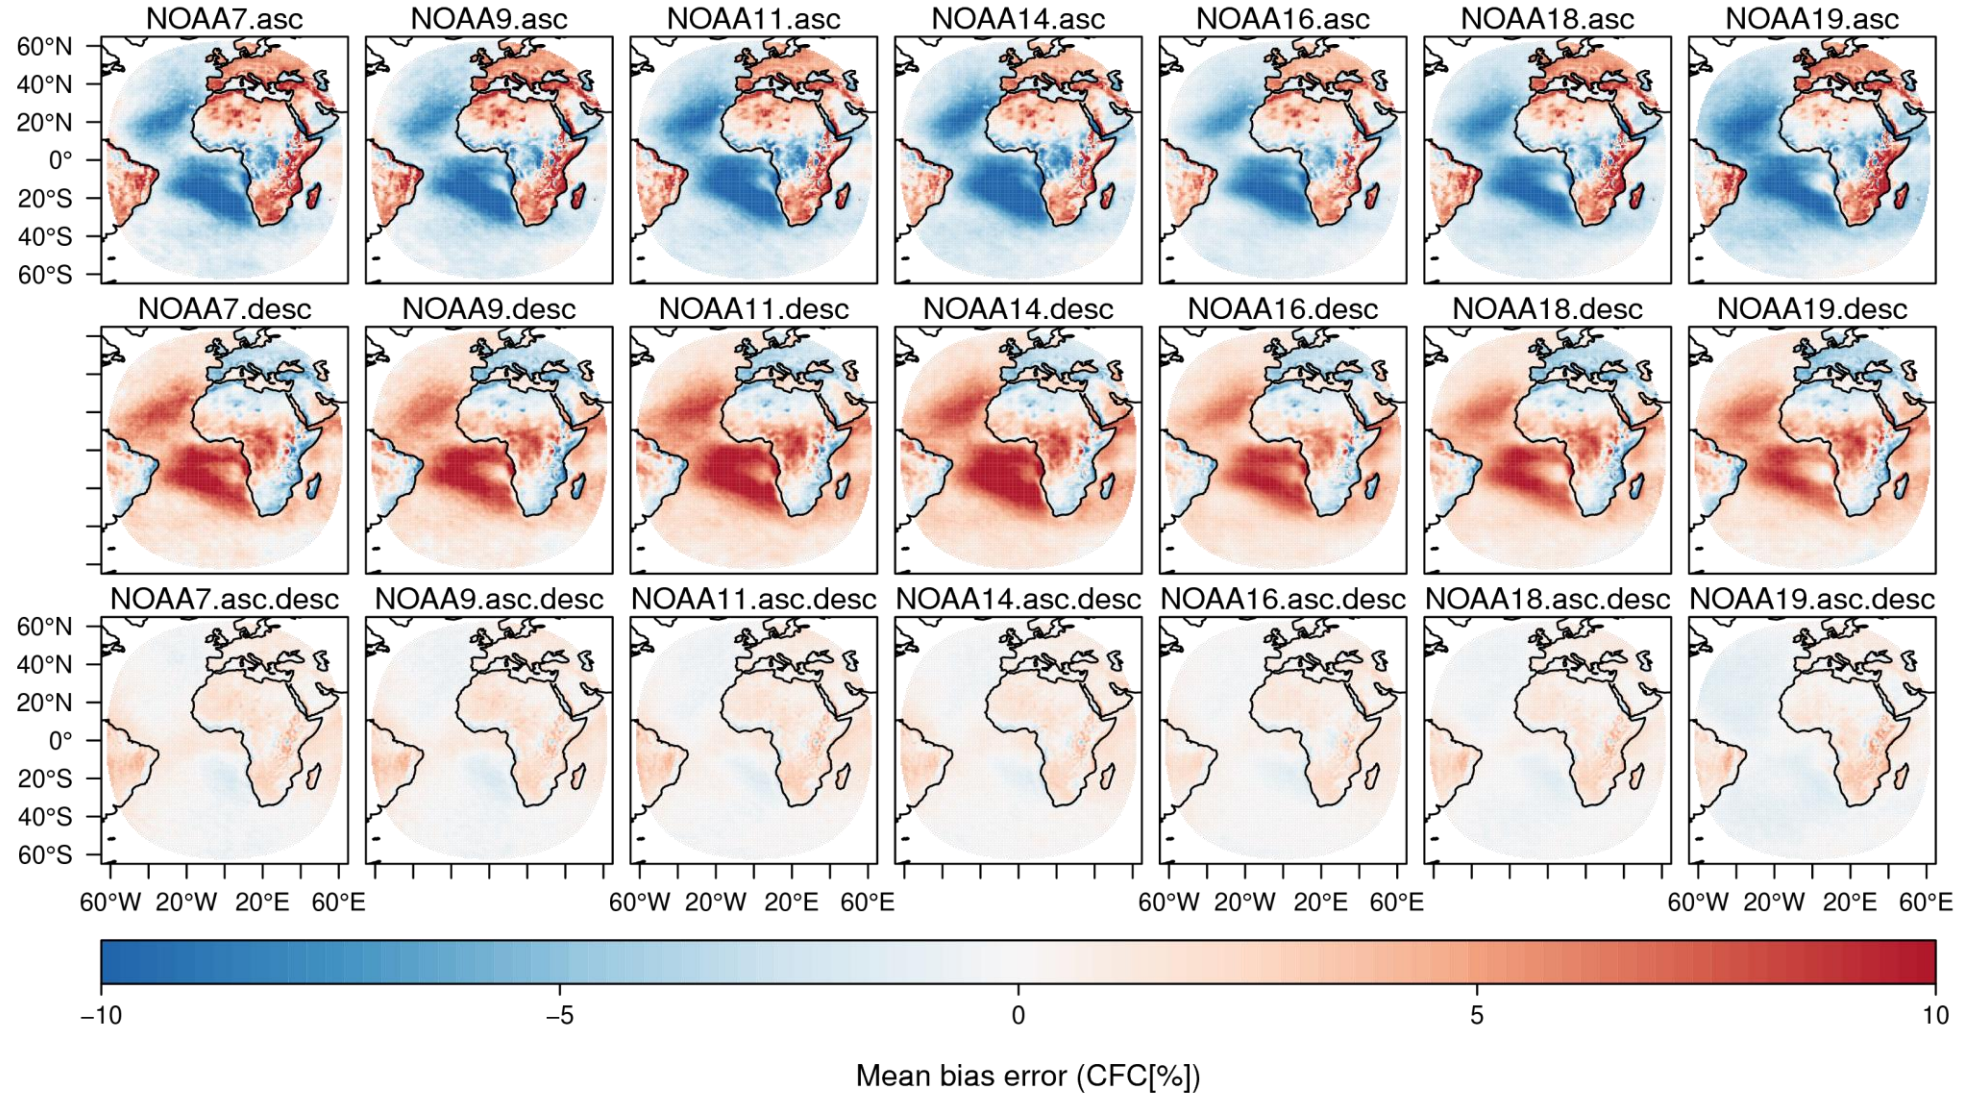 NOAA7.asc NOAA9.asc NOAA11.asc NOAA14.asc NOAA16.asc NOAA18.asc NOAA19.asc
60°N
40°N
20°N
0°
20°S
40°S
60°S
NOAA7.desc NOAA9.desc NOAA11.desc NOAA14.desc NOAA16.desc NOAA18.desc NOAA19.desc
NOAA7.asc.desc NOAA9.asc.desc NOAA11.asc.desc NOAA14.asc.desc NOAA16.asc.desc NOAA18.asc.desc NOAA19.asc.desc
60°N
40°N
20°N
0°
20°S
40°S
60°S
60°W 20°W 20°E 60°E 60°W 20°W 20°E 60°E 60°W 20°W 20°E 60°E 60°W 20°W 20°E 60°E
−10 −5 0 5 10
Mean bias error (CFC[%])